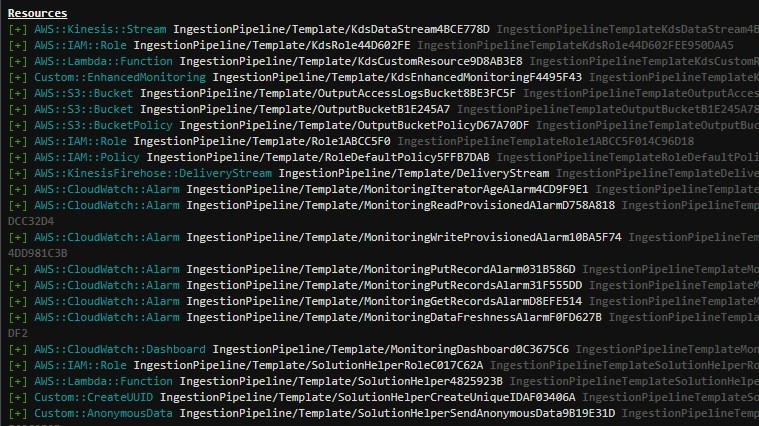 Resources
[+] AWS::Kinesis::Stream IngestionPipeline/Template/KdsDataStream4BCE778D IngestionPipelineTemplateKdsDataStream4BCE
[+] AWS::IAM::Role IngestionPipeline/Template/KdsRole44D602FE IngestionPipelineTemplateKdsRole44D602FEE950DAA5
[+] AWS::Lambda::Function IngestionPipeline/Template/KdsCustomResource9D8AB3E8 IngestionPipelineTemplateKdsCustomR
[+] Custom::EnhancedMonitoring IngestionPipeline/Template/KdsEnhancedMonitoringF4495F43 IngestionPipelineTemplateK
[+] AWS::S3::Bucket IngestionPipeline/Template/OutputAccessLogsBucket8BE3FC5F IngestionPipelineTemplateOutputAcces
[+] AWS::S3::Bucket IngestionPipeline/Template/OutputBucketB1E245A7 IngestionPipelineTemplateOutputBucketB1E245A78
[+] AWS::S3::BucketPolicy IngestionPipeline/Template/OutputBucketPolicyD67A70DF IngestionPipelineTemplateOutputBuc
[+] AWS::IAM::Role IngestionPipeline/Template/Role1ABCC5F0 IngestionPipelineTemplateRole1ABCC5F014C96D18
[+] AWS::IAM::Policy IngestionPipeline/Template/RoleDefaultPolicy5FFB7DAB IngestionPipelineTemplateRoleDefaultPoli
[+] AWS::KinesisFirehose::DeliveryStream IngestionPipeline/Template/DeliveryStream IngestionPipelineTemplateDelive
[+] AWS::CloudWatch::Alarm IngestionPipeline/Template/MonitoringIteratorAgeAlarm4CD9F9E1 IngestionPipelineTemplate
[+] AWS::CloudWatch::Alarm IngestionPipeline/Template/MonitoringReadProvisionedAlarmD758A818 IngestionPipelineTemp
DCC32D4
[+] AWS::CloudWatch::Alarm IngestionPipeline/Template/MonitoringWriteProvisionedAlarm10BA5F74 IngestionPipelineTem
4DD981C3B
[+] AWS::CloudWatch::Alarm IngestionPipeline/Template/MonitoringPutRecordAlarm031B586D IngestionPipelineTemplateMo
[+] AWS::CloudWatch::Alarm IngestionPipeline/Template/MonitoringPutRecordsAlarm31F555DD IngestionPipelineTemplateM
[+] AWS::CloudWatch::Alarm IngestionPipeline/Template/MonitoringGetRecordsAlarmD8EFE514 IngestionPipelineTemplateM
[+] AWS::CloudWatch::Alarm IngestionPipeline/Template/MonitoringDataFreshnessAlarmF0FD627B IngestionPipelineTempla
DF2
[+] AWS::CloudWatch::Dashboard IngestionPipeline/Template/MonitoringDashboard0C3675C6 IngestionPipelineTemplateMon
[+] AWS::IAM::Role IngestionPipeline/Template/SolutionHelperRoleC017C62A IngestionPipelineTemplateSolutionHelperRo
[+] AWS::Lambda::Function IngestionPipeline/Template/SolutionHelper4825923B IngestionPipelineTemplateSolutionHelpe
[+] Custom::CreateUUID IngestionPipeline/Template/SolutionHelperCreateUniqueIDAF03406A IngestionPipelineTemplateSo
[+] Custom::AnonymousData IngestionPipeline/Template/SolutionHelperSendAnonymousData9B19E31D IngestionPipelineTemp